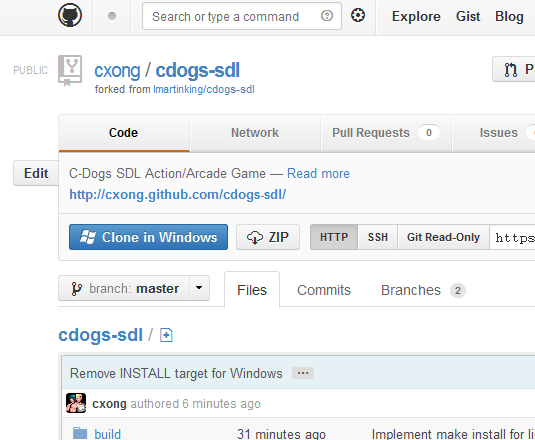 Search or type a command
Explore Gist Blog
PUBLIC cxong / cdogs-sdl
forked from lmartinking/cdogs-sdl
P
Code Network Pull Requests 0 Issues
Edit
C-Dogs SDL Action/Arcade Game — Read more
http://cxong.github.com/cdogs-sdl/
Clone in Windows ZIP HTTP SSH Git Read-Only https
branch: master Files Commits Branches 2
cdogs-sdl /
Remove INSTALL target for Windows ...
cxong authored 6 minutes ago
build 31 minutes ago Implement make install for li